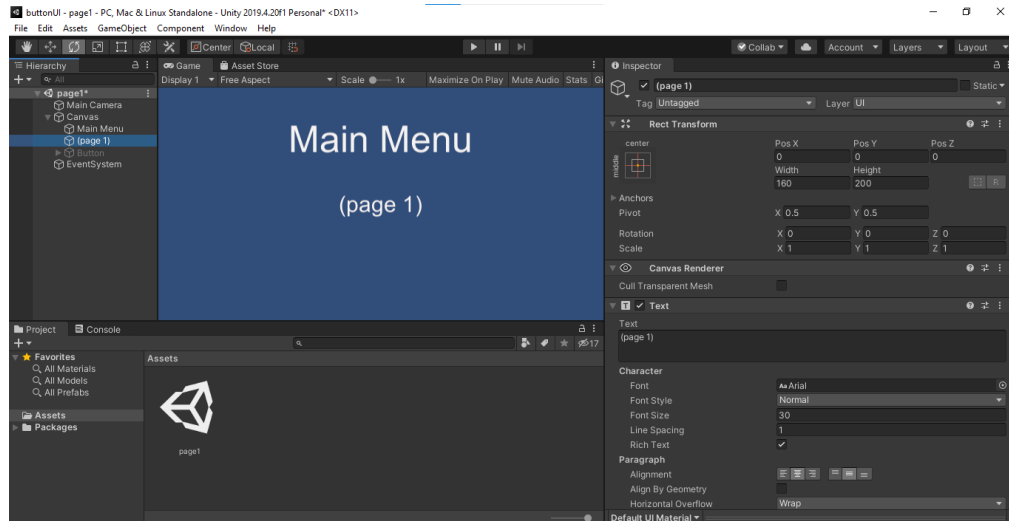 buttonUI - page1 - PC, Mac & Linux Standalone - Unity 2019.4.20f1 Personal* <DX11>
File Edit Assets GameObject Component Window Help
Center Local
Collab Account Layers Layout
Hierarchy
All
page1*
Main Camera
Canvas
Main Menu
(page 1)
Button
EventSystem
Game Asset Store
Display 1 Free Aspect Scale 1x Maximize On Play Mute Audio Stats Gi
Main Menu
(page 1)
Project Console
17
Favorites
All Materials
All Models
All Prefabs
Assets
Packages
Assets
page1
Inspector
(page 1) Static
Tag Untagged Layer UI
Rect Transform
center
middle
Pos X Pos Y Pos Z
0 0 0
Width Height
160 200
R
Anchors
Pivot X 0.5 Y 0.5
Rotation X 0 Y 0 Z 0
Scale X 1 Y 1 Z 1
Canvas Renderer
Cull Transparent Mesh
Text
Text
(page 1)
Character
Font Aa Arial
Font Style Normal
Font Size 30
Line Spacing 1
Rich Text
Paragraph
Alignment
Align By Geometry
Horizontal Overflow Wrap
Default UI Material